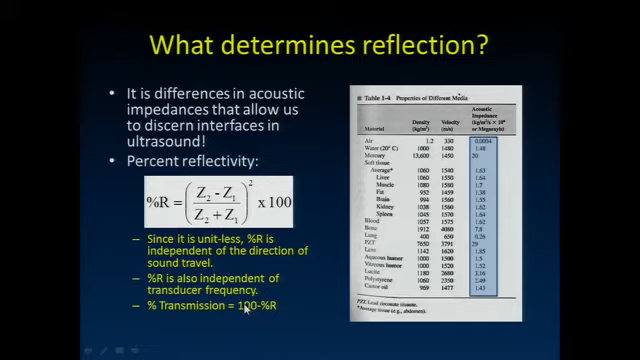 What determines reflection?
• It is differences in acoustic
impedances that allow us
to discern interfaces in
ultrasound!
• Percent reflectivity:
%R = ( Z2 - Z1 / Z2 + Z1 )² x 100
– Since it is unit-less, %R is
independent of the direction of
sound travel.
– %R is also independent of
transducer frequency.
– % Transmission = 100-%R
Table 1-4 Properties of Different Media
Material Density (kg/m³) Velocity (m/s) Acoustic Impedance (kg/m²/s × 10⁶ or Megarayls)
Air 1.2 330 0.0004
Water (20° C) 1000 1480 1.48
Mercury 13,600 1450 20
Soft tissue
Average* 1060 1540 1.63
Liver 1060 1550 1.64
Muscle 1080 1580 1.7
Fat 952 1459 1.38
Brain 994 1560 1.55
Kidney 1038 1560 1.62
Spleen 1045 1570 1.64
Blood 1057 1575 1.62
Bone 1912 4080 7.8
Lung 400 650 0.26
PZT 7650 3791 29
Lens 1142 1620 1.85
Aqueous humor 1000 1500 1.5
Vitreous humor 1000 1520 1.52
Lucite 1180 2680 3.16
Polystyrene 1060 2350 2.49
Castor oil 969 1477 1.43
PZT, Lead zirconate titanate.
*Average tissue (e.g., abdomen).